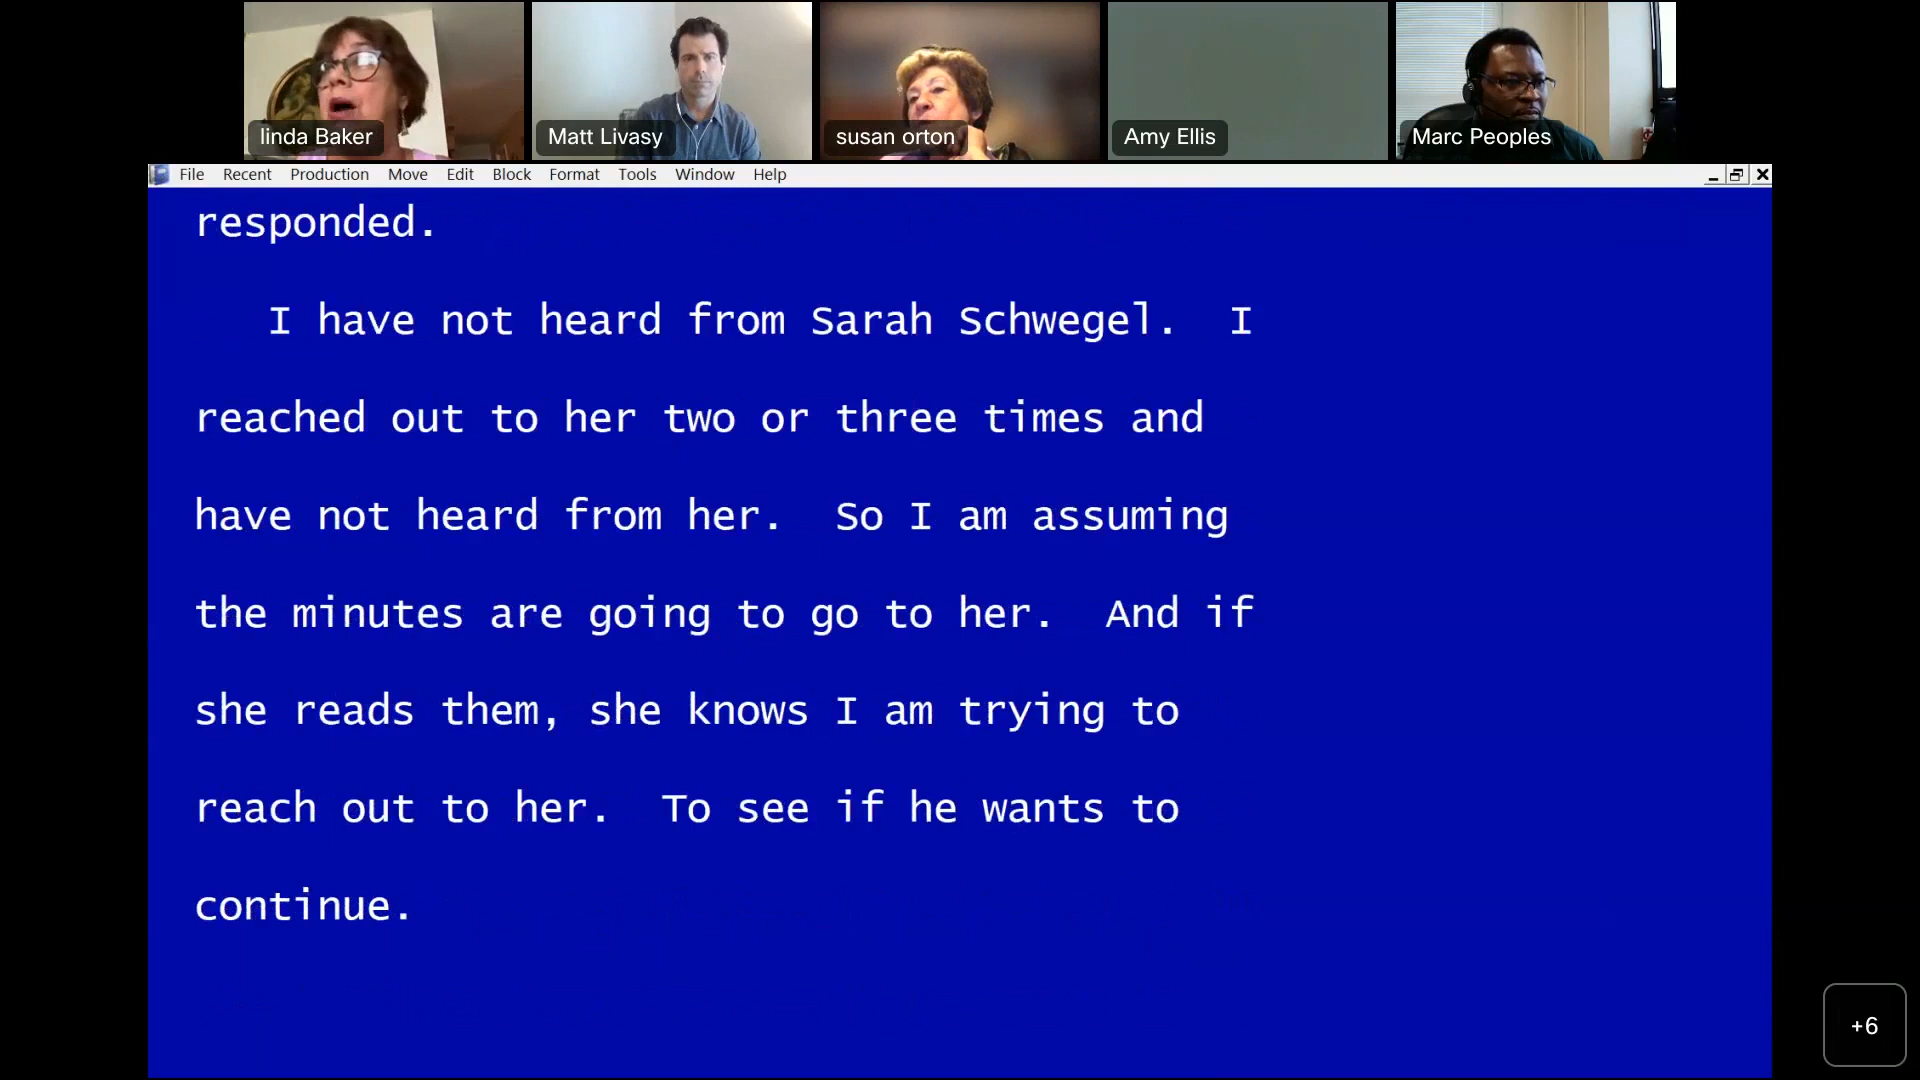 linda Baker
Matt Livasy
susan orton
Amy Ellis
Marc Peoples
File Recent Production Move Edit Block Format Tools Window Help
responded.
I have not heard from Sarah Schwegel. I
reached out to her two or three times and
have not heard from her. So I am assuming
the minutes are going to go to her. And if
she reads them, she knows I am trying to
reach out to her. To see if he wants to
continue.
+6